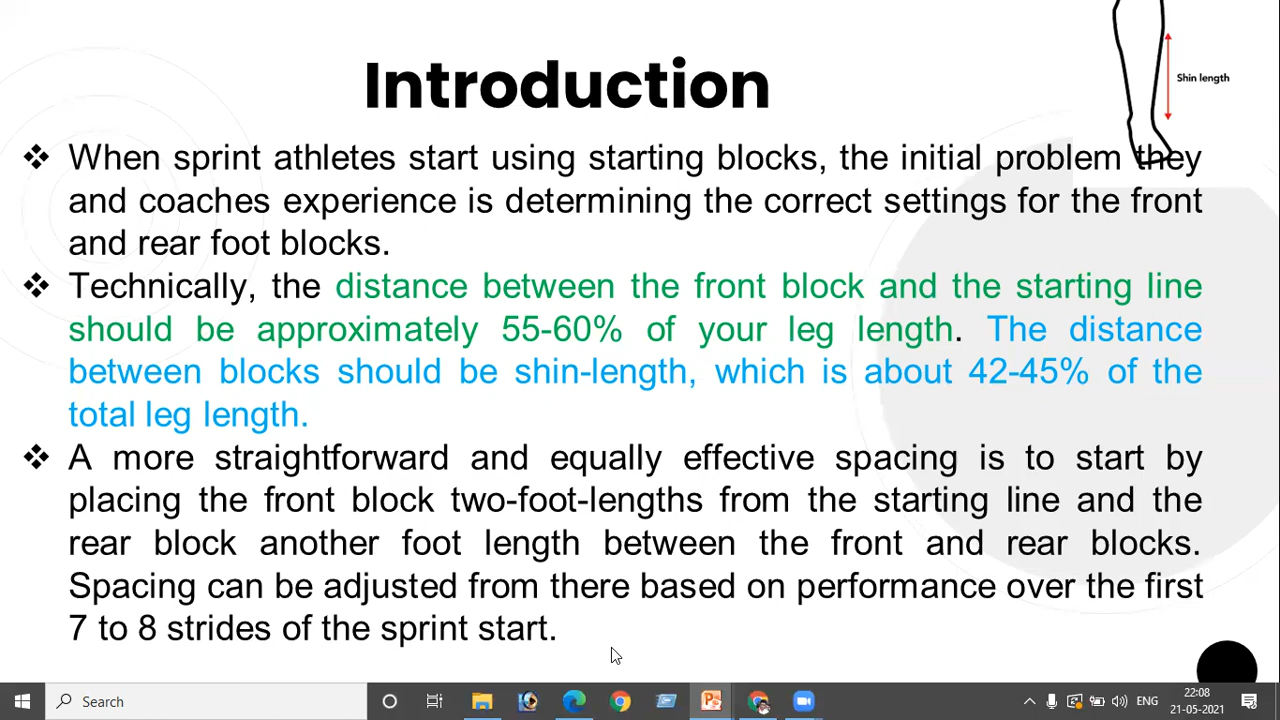 Shin length
Introduction
❖ When sprint athletes start using starting blocks, the initial problem they
and coaches experience is determining the correct settings for the front
and rear foot blocks.
❖ Technically, the distance between the front block and the starting line
should be approximately 55-60% of your leg length. The distance
between blocks should be shin-length, which is about 42-45% of the
total leg length.
❖ A more straightforward and equally effective spacing is to start by
placing the front block two-foot-lengths from the starting line and the
rear block another foot length between the front and rear blocks.
Spacing can be adjusted from there based on performance over the first
7 to 8 strides of the sprint start.
Search
ENG
22:08
21-05-2021